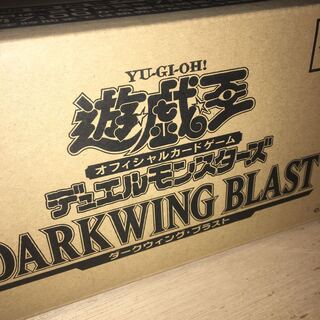 YU-GI-OH!
遊戯王
オフィシャルカードゲーム
デュエルモンスターズ
DARKWING BLAST
ダークウィング・ブラスト